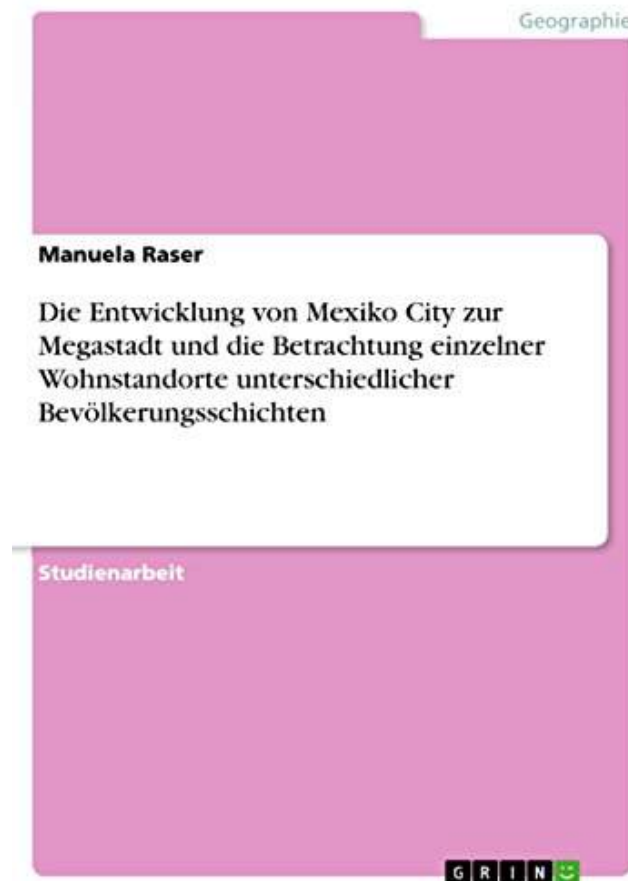 Geographie
Manuela Raser
Die Entwicklung von Mexiko City zur
Megastadt und die Betrachtung einzelner
Wohnstandorte unterschiedlicher
Bevölkerungsschichten
Studienarbeit
GRIN